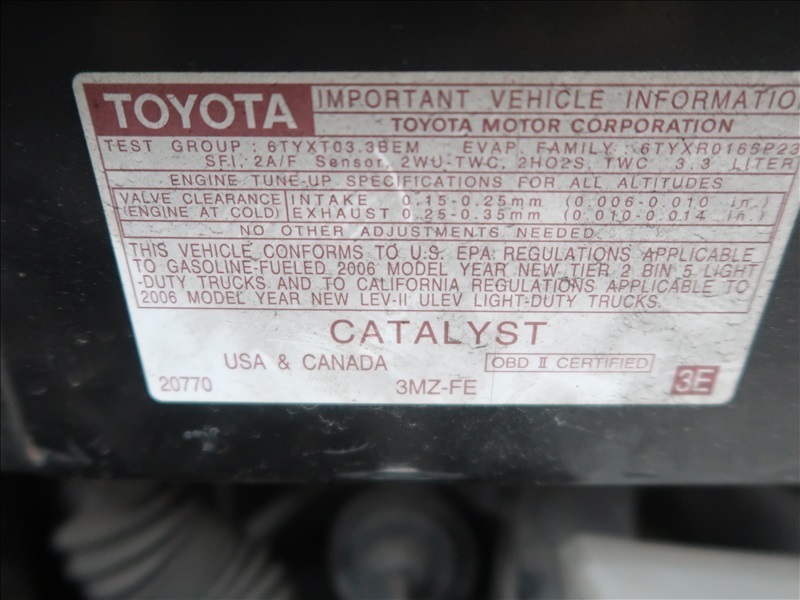 TOYOTA IMPORTANT VEHICLE INFORMATIO
TOYOTA MOTOR CORPORATION
TEST GROUP : 6TYXT03.3BEM EVAP FAMILY : 6TYXR0165P23
SFI, 2A/F Sensor, 2WU-TWC, 2HO2S, TWC 3.3 LITER
ENGINE TUNE-UP SPECIFICATIONS FOR ALL ALTITUDES
VALVE CLEARANCE INTAKE 0.15-0.25mm (0.006-0.010 in.)
(ENGINE AT COLD) EXHAUST 0.25-0.35mm (0.010-0.014 in.)
NO OTHER ADJUSTMENTS NEEDED.
THIS VEHICLE CONFORMS TO U.S. EPA REGULATIONS APPLICABLE
TO GASOLINE-FUELED 2006 MODEL YEAR NEW TIER 2 BIN 5 LIGHT
-DUTY TRUCKS AND TO CALIFORNIA REGULATIONS APPLICABLE TO
2006 MODEL YEAR NEW LEV-II ULEV LIGHT-DUTY TRUCKS.
CATALYST
USA & CANADA OBD II CERTIFIED
20770 3MZ-FE 3E